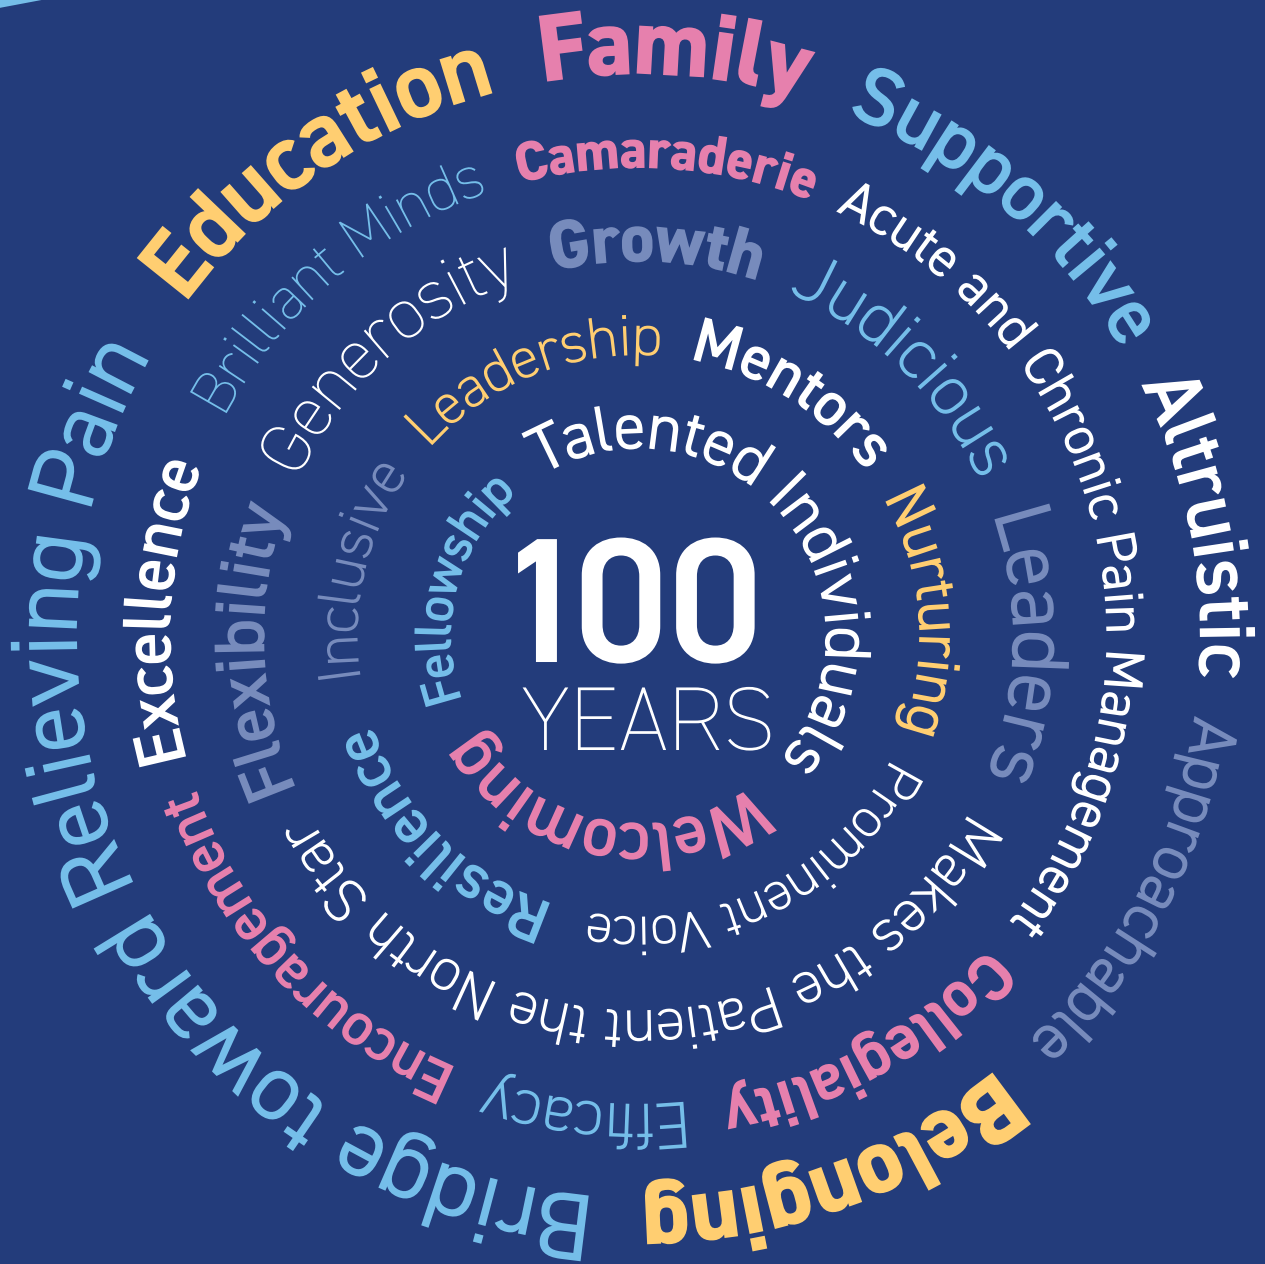 Family
Supportive
Altruistic
Approachable
Belonging
Bridge toward Relieving Pain
Education
Camaraderie
Acute and Chronic Pain Management
Collegiality
Efficacy
Encouragement
Excellence
Brilliant Minds
Growth
Judicious
Leaders
Makes the Patient the North Star
Flexibility
Generosity
Leadership
Mentors
Nurturing
Prominent Voice
Resilience
Inclusive
Talented Individuals
Welcoming
Fellowship
100
YEARS